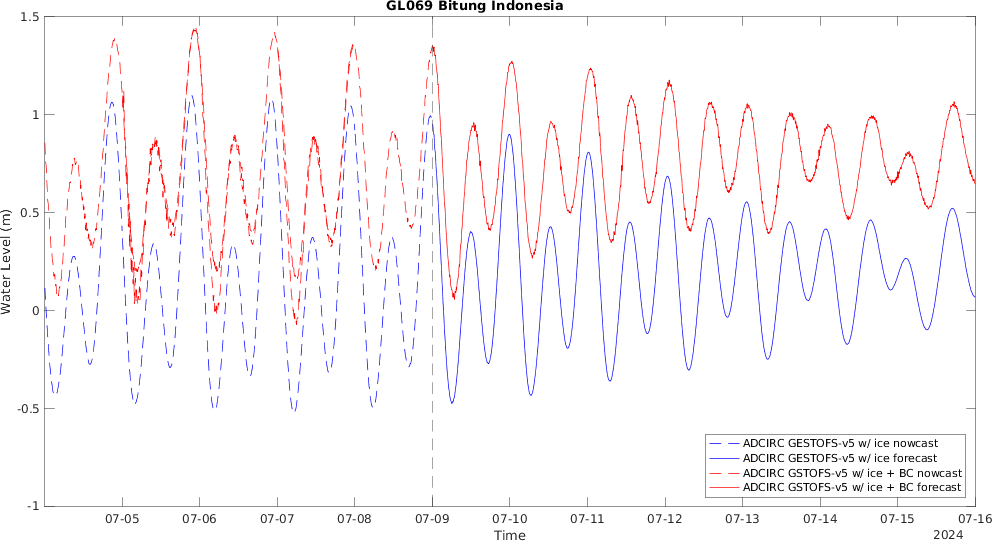 GL069 Bitung Indonesia
1.5
1
0.5
0
-0.5
-1
Water Level (m)
07-05 07-06 07-07 07-08 07-09 07-10 07-11 07-12 07-13 07-14 07-15 07-16
Time
2024
ADCIRC GESTOFS-v5 w/ ice nowcast
ADCIRC GESTOFS-v5 w/ ice forecast
ADCIRC GSTOFS-v5 w/ ice + BC nowcast
ADCIRC GSTOFS-v5 w/ ice + BC forecast